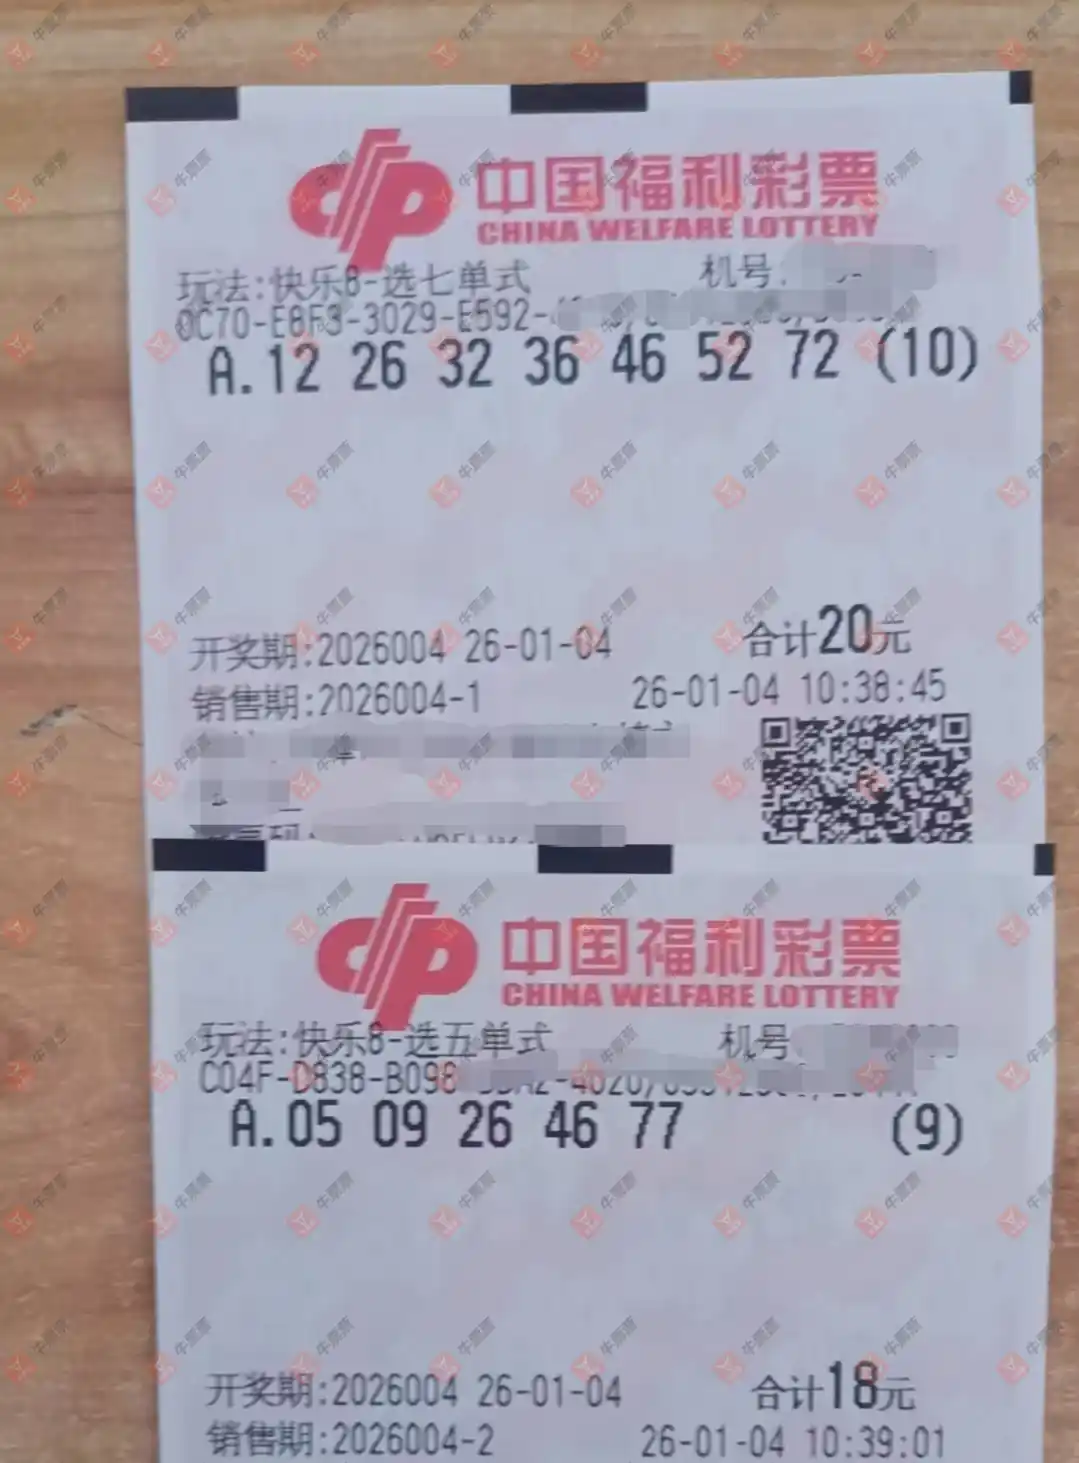 中国福利彩票
CHINA WELFARE LOTTERY
玩法:快乐8-选七单式 机号:
0C70-E8F3-3029-E592-
A.12 26 32 36 46 52 72 (10)
开奖期:2026004 26-01-04 合计20元
销售期:2026004-1 26-01-04 10:38:45
中国福利彩票
CHINA WELFARE LOTTERY
玩法:快乐8-选五单式 机号
C04F-D838-B098
A.05 09 26 46 77 (9)
开奖期:2026004 26-01-04 合计18元
销售期:2026004-2 26-01-04 10:39:01